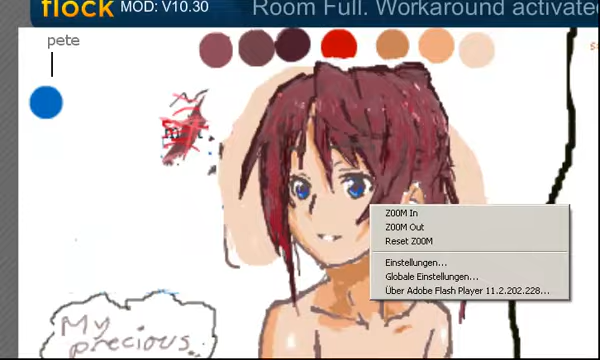 flock MOD: V10.30 Room Full. Workaround activate
pete
My
precious..
ZOOM In
ZOOM Out
Reset ZOOM
Einstellungen...
Globale Einstellungen...
Über Adobe Flash Player 11.2.202.228...